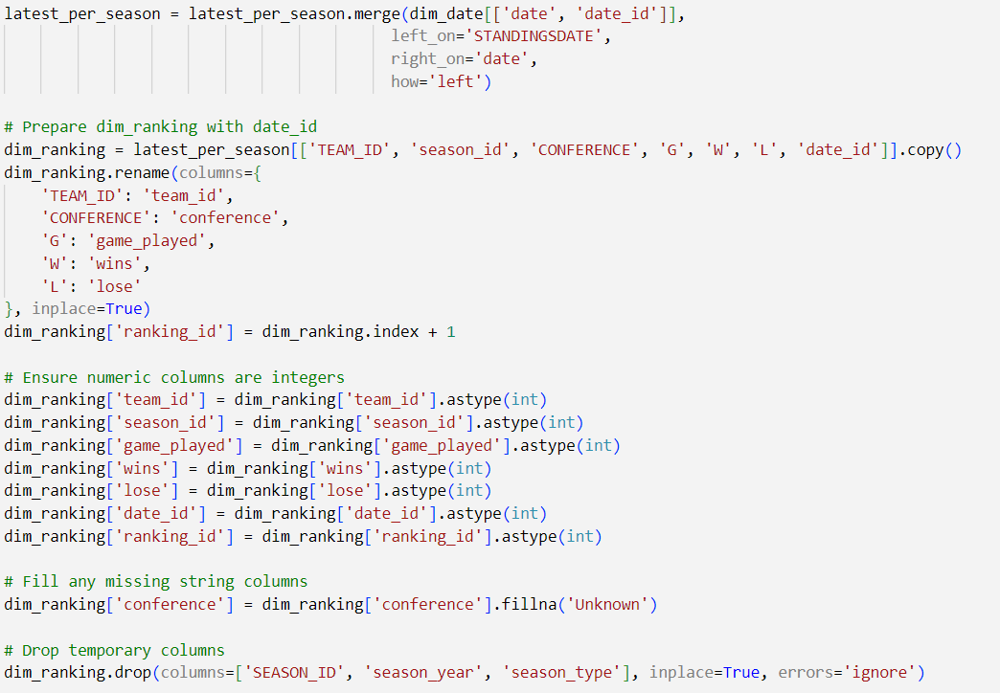 latest_per_season = latest_per_season.merge(dim_date[['date', 'date_id']],
left_on='STANDINGSDATE',
right_on='date',
how='left')
# Prepare dim_ranking with date_id
dim_ranking = latest_per_season[['TEAM_ID', 'season_id', 'CONFERENCE', 'G', 'W', 'L', 'date_id']].copy()
dim_ranking.rename(columns={
'TEAM_ID': 'team_id',
'CONFERENCE': 'conference',
'G': 'game_played',
'W': 'wins',
'L': 'lose'
}, inplace=True)
dim_ranking['ranking_id'] = dim_ranking.index + 1
# Ensure numeric columns are integers
dim_ranking['team_id'] = dim_ranking['team_id'].astype(int)
dim_ranking['season_id'] = dim_ranking['season_id'].astype(int)
dim_ranking['game_played'] = dim_ranking['game_played'].astype(int)
dim_ranking['wins'] = dim_ranking['wins'].astype(int)
dim_ranking['lose'] = dim_ranking['lose'].astype(int)
dim_ranking['date_id'] = dim_ranking['date_id'].astype(int)
dim_ranking['ranking_id'] = dim_ranking['ranking_id'].astype(int)
# Fill any missing string columns
dim_ranking['conference'] = dim_ranking['conference'].fillna('Unknown')
# Drop temporary columns
dim_ranking.drop(columns=['SEASON_ID', 'season_year', 'season_type'], inplace=True, errors='ignore')